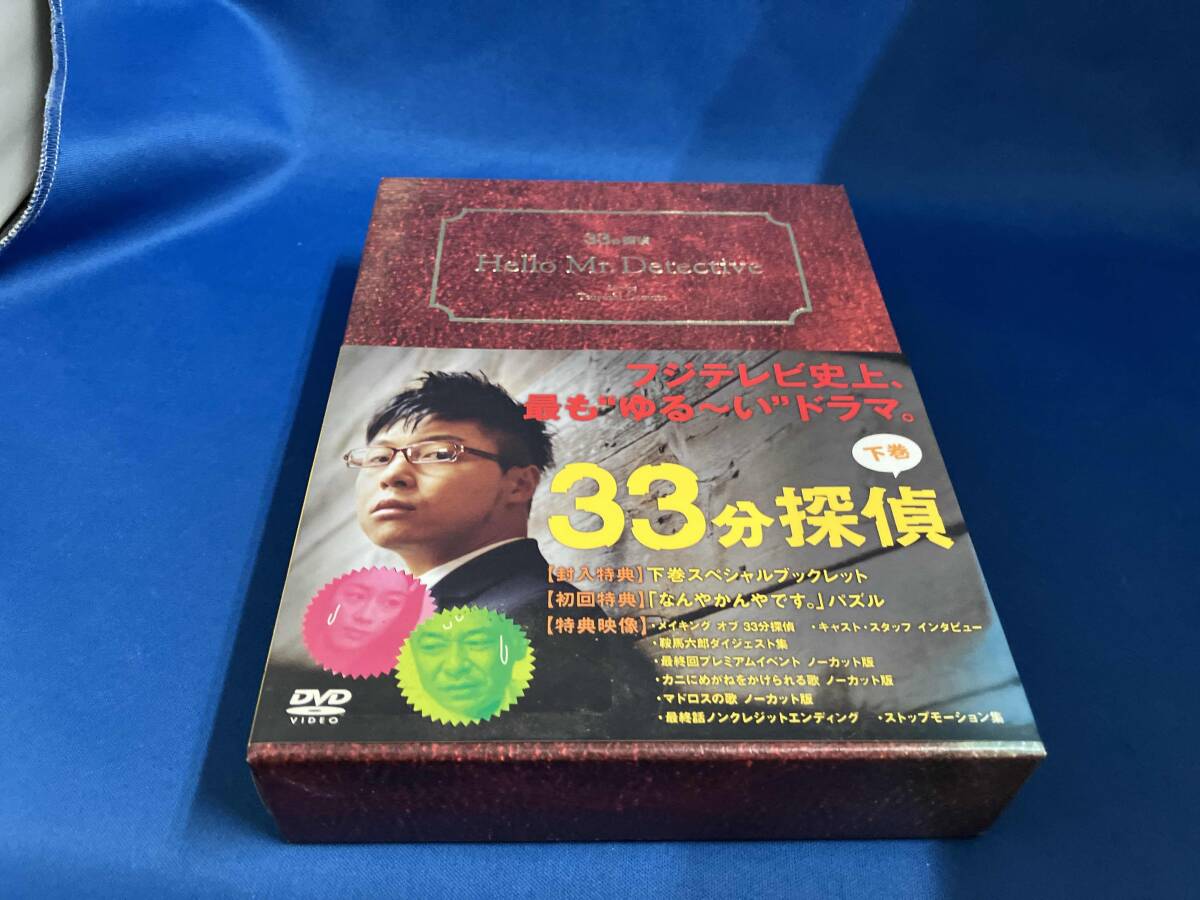 33分探偵
Hello Mr. Detective
フジテレビ史上、
最も"ゆる〜い"ドラマ。
下巻
33分探偵
【封入特典】下巻スペシャルブックレット
【初回特典】「なんやかんやです。」パズル
【特典映像】・メイキング オブ 33分探偵 ・キャスト・スタッフ インタビュー
・鞍馬六郎ダイジェスト集
・最終回プレミアムイベント ノーカット版
・カニにめがねをかけられる歌 ノーカット版
・マドロスの歌 ノーカット版
・最終話ノンクレジットエンディング ・ストップモーション集
DVD
VIDEO